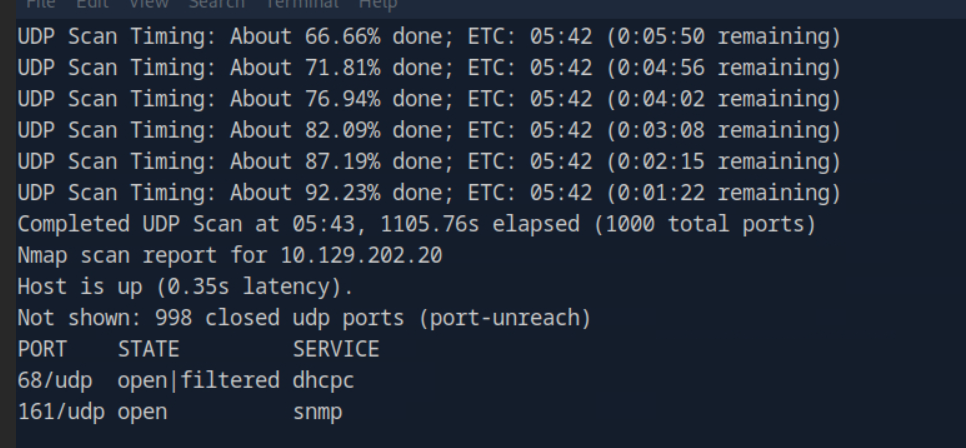 File Edit View Search Terminal Help
UDP Scan Timing: About 66.66% done; ETC: 05:42 (0:05:50 remaining)
UDP Scan Timing: About 71.81% done; ETC: 05:42 (0:04:56 remaining)
UDP Scan Timing: About 76.94% done; ETC: 05:42 (0:04:02 remaining)
UDP Scan Timing: About 82.09% done; ETC: 05:42 (0:03:08 remaining)
UDP Scan Timing: About 87.19% done; ETC: 05:42 (0:02:15 remaining)
UDP Scan Timing: About 92.23% done; ETC: 05:42 (0:01:22 remaining)
Completed UDP Scan at 05:43, 1105.76s elapsed (1000 total ports)
Nmap scan report for 10.129.202.20
Host is up (0.35s latency).
Not shown: 998 closed udp ports (port-unreach)
PORT    STATE         SERVICE
68/udp  open|filtered dhcpc
161/udp open          snmp